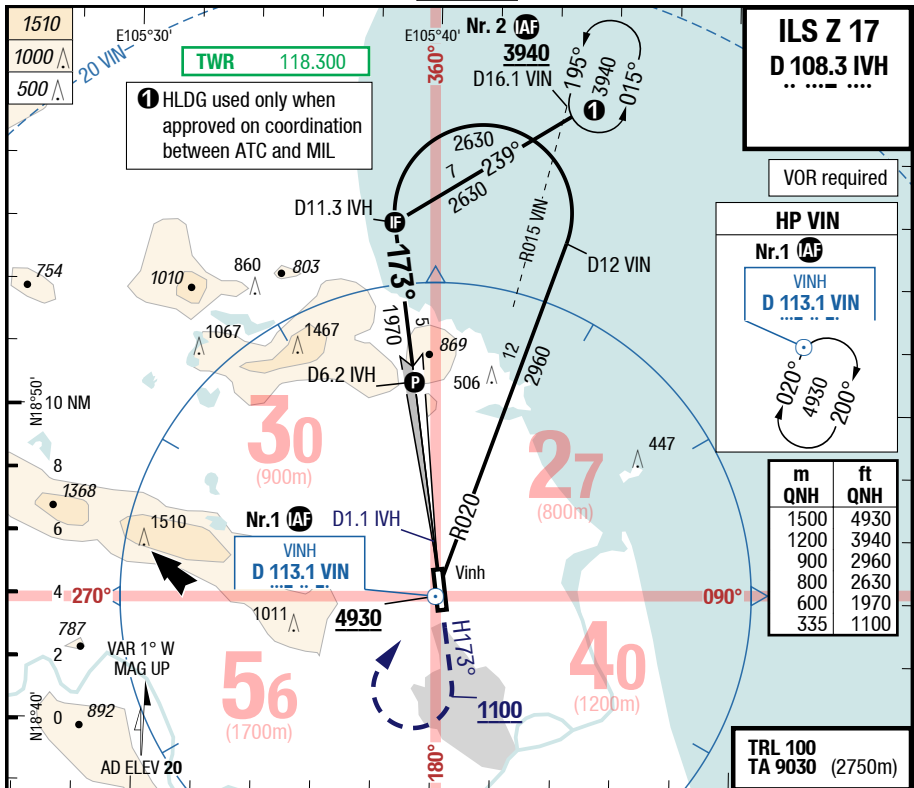 1510
1000
500
20 VIN
E105°30'
E105°40'
TWR 118.300
1 HLDG used only when
approved on coordination
between ATC and MIL
Nr. 2 IAF
3940
D16.1 VIN
360°
195°
3940
015°
1
ILS Z 17
D 108.3 IVH
VOR required
HP VIN
Nr.1 IAF
VINH
D 113.1 VIN
020°
4930
200°
2630
7
239°
2630
D11.3 IVH
IF
R015 VIN
D12 VIN
173°
1970
5
754
1010
860
803
1067
1467
869
D6.2 IVH
P
506
12
2960
N18°50'
10 NM
30
(900m)
27
(800m)
447
8
1368
6
1510
Nr.1 IAF
D1.1 IVH
R020
VINH
D 113.1 VIN
Vinh
4
270°
090°
1011
4930
m ft
QNH QNH
1500 4930
1200 3940
900 2960
800 2630
600 1970
335 1100
787
2
VAR 1° W
MAG UP
H173°
56
(1700m)
40
(1200m)
1100
N18°40'
0
892
AD ELEV 20
180°
TRL 100
TA 9030 (2750m)